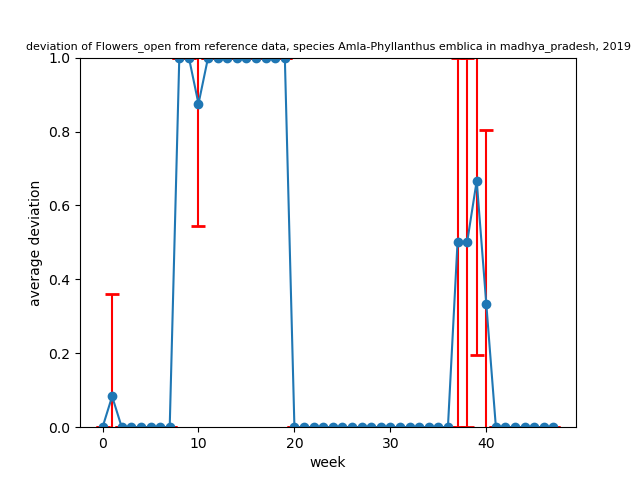 deviation of Flowers_open from reference data, species Amla-Phyllanthus emblica in madhya_pradesh, 2019
1.0
0.8
0.6
0.4
0.2
0.0
average deviation
0 10 20 30 40
week